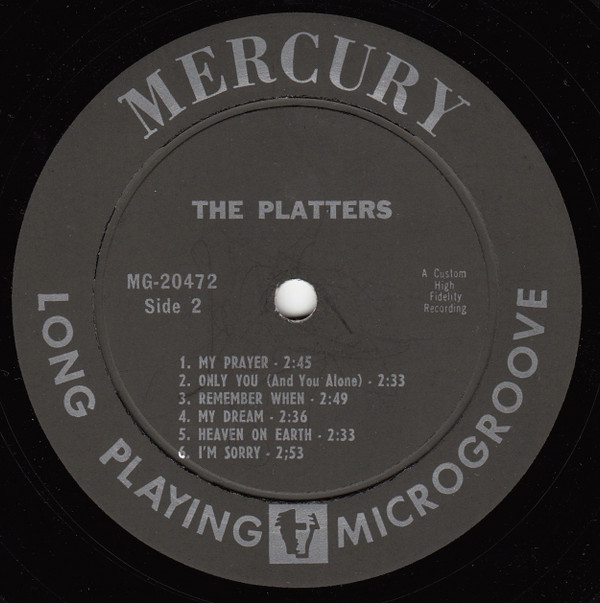 MERCURY
THE PLATTERS
MG-20472
Side 2
A Custom
High
Fidelity
Recording
1. MY PRAYER - 2:45
2. ONLY YOU (And You Alone) - 2:33
3. REMEMBER WHEN - 2:49
4. MY DREAM - 2:36
5. HEAVEN ON EARTH - 2:33
6. I'M SORRY - 2;53
LONG PLAYING MICROGROOVE